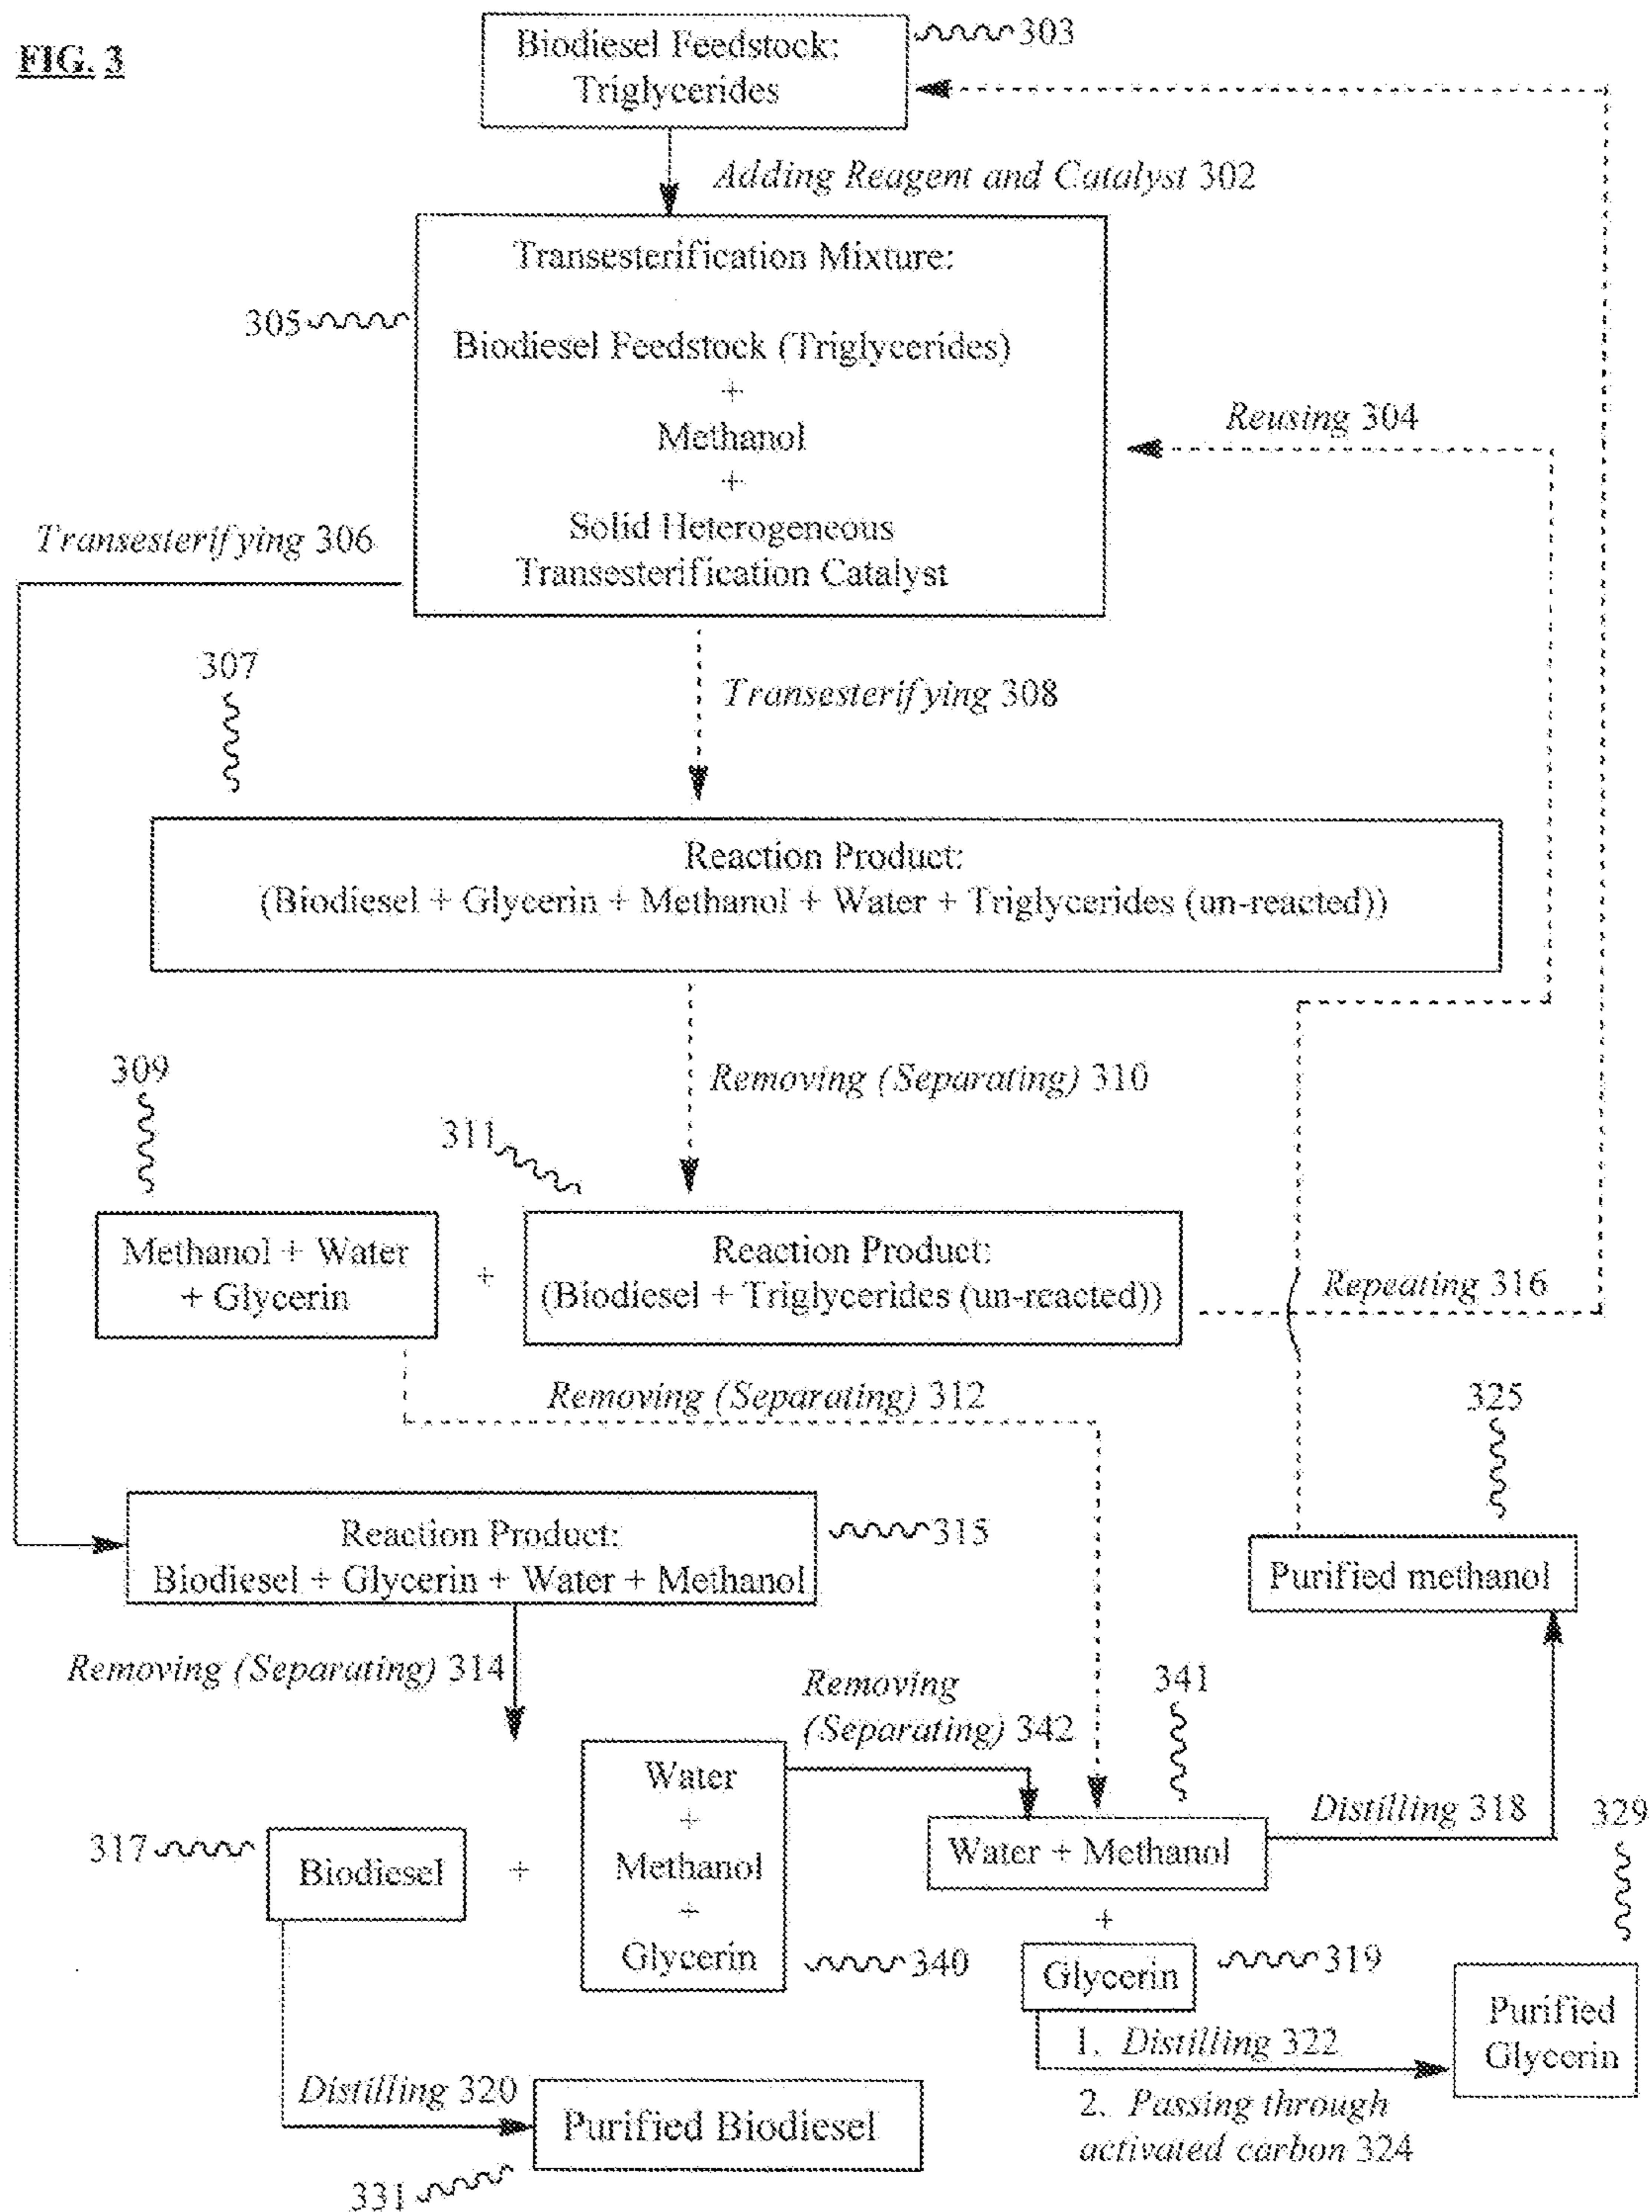 FIG. 3
Biodiesel Feedstock:
Triglycerides
303
Adding Reagent and Catalyst 302
Transesterification Mixture:
305
Biodiesel Feedstock (Triglycerides)
+
Methanol
+
Solid Heterogeneous
Transesterification Catalyst
Reusing 304
Transesterifying 306
307
Transesterifying 308
Reaction Product:
(Biodiesel + Glycerin + Methanol + Water + Triglycerides (un-reacted))
309
Removing (Separating) 310
311
Methanol + Water
+ Glycerin
+
Reaction Product:
(Biodiesel + Triglycerides (un-reacted))
Repeating 316
Removing (Separating) 312
325
Reaction Product:
Biodiesel + Glycerin + Water + Methanol
315
Purified methanol
Removing (Separating) 314
Removing
(Separating) 342
341
Water
+
Methanol
+
Glycerin
340
317
Biodiesel
+
Water + Methanol
Distilling 318
329
+
Glycerin
319
Purified
Glycerin
1. Distilling 322
2. Passing through
activated carbon 324
Distilling 320
Purified Biodiesel
331